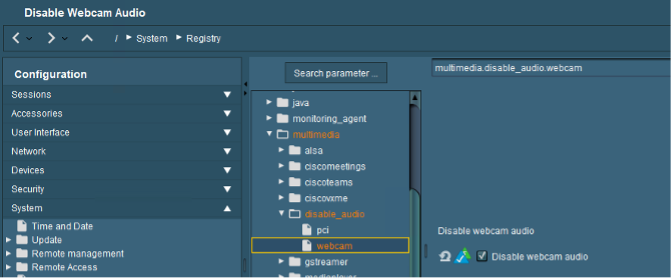 Disable Webcam Audio
/ System Registry
Configuration
Sessions
Accessories
User Interface
Network
Devices
Security
System
Time and Date
Update
Remote management
Remote Access
Search parameter ...
java
monitoring_agent
multimedia
alsa
ciscomeetings
ciscoteams
ciscovxme
disable_audio
pci
webcam
gstreamer
mediaplayer
multimedia.disable_audio.webcam
Disable webcam audio
Disable webcam audio